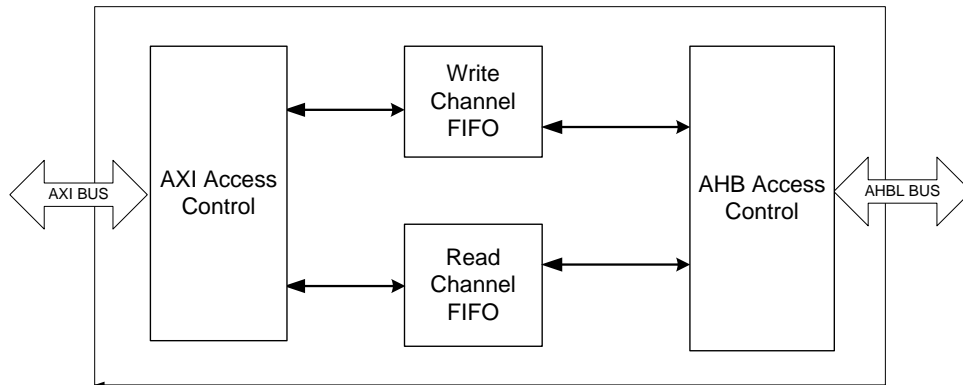 Write
Channel
FIFO
AXI BUS
AXI Access
Control
AHB Access
Control
AHBL BUS
Read
Channel
FIFO